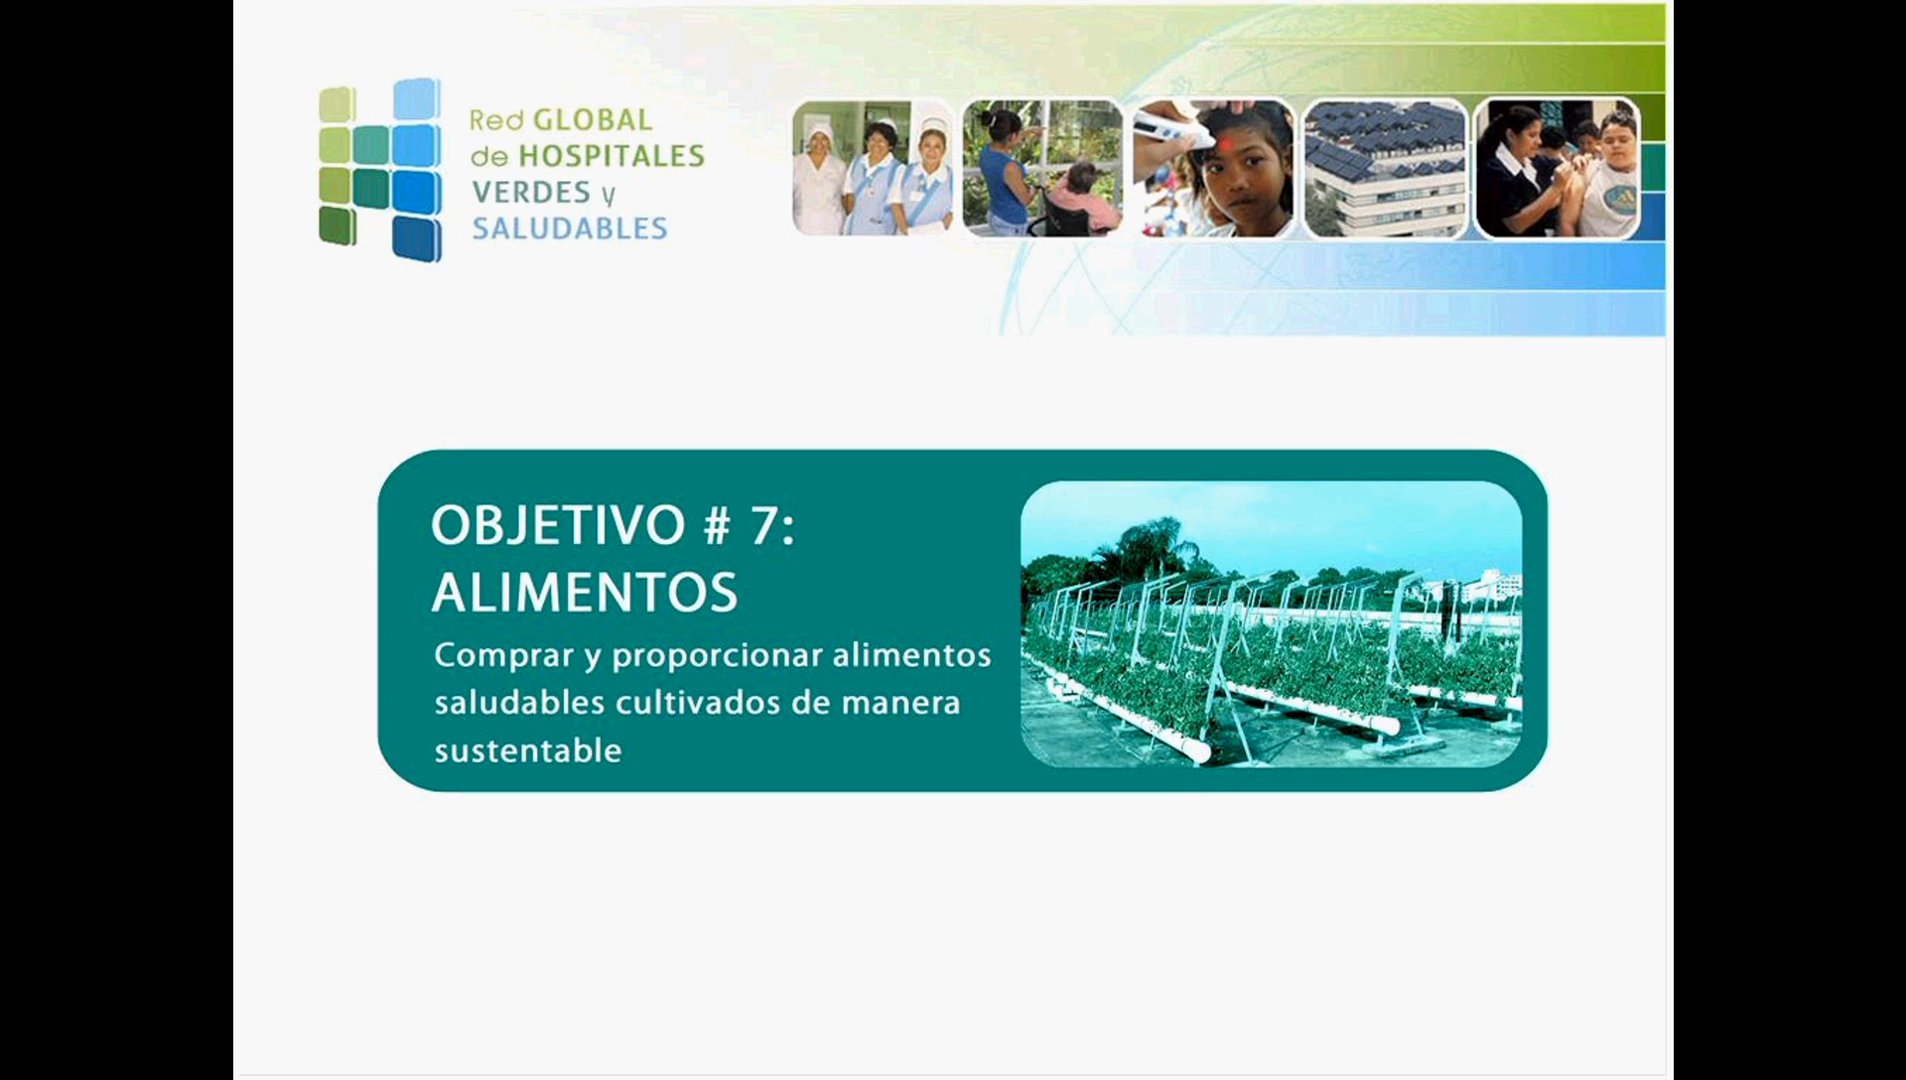 Red GLOBAL
de HOSPITALES
VERDES y
SALUDABLES
OBJETIVO # 7:
ALIMENTOS
Comprar y proporcionar alimentos
saludables cultivados de manera
sustentable